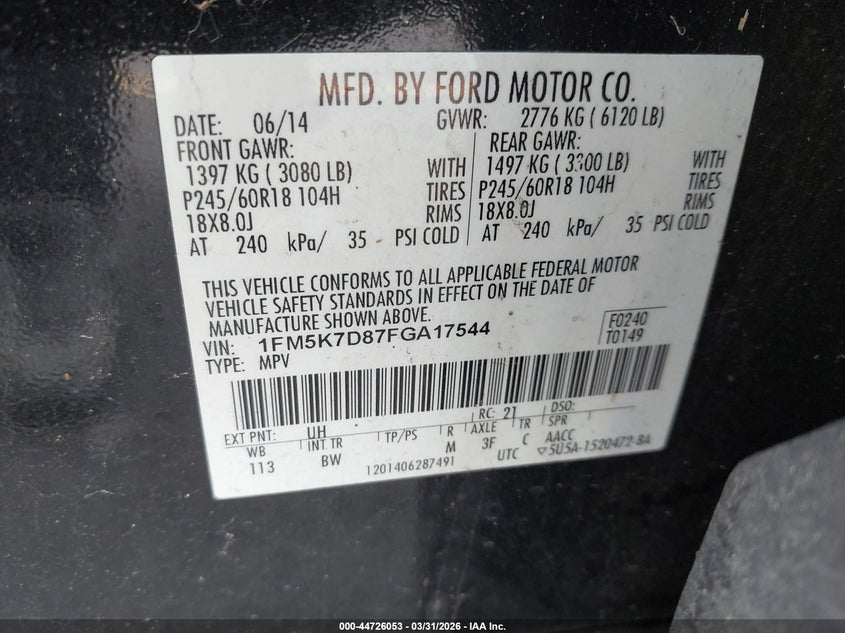 MFD. BY FORD MOTOR CO.
DATE: 06/14 GVWR: 2776 KG ( 6120 LB)
FRONT GAWR: REAR GAWR:
1397 KG ( 3080 LB) WITH 1497 KG ( 3300 LB) WITH
P245/60R18 104H TIRES P245/60R18 104H TIRES
18X8.0J RIMS 18X8.0J RIMS
AT 240 kPa/ 35 PSI COLD AT 240 kPa/ 35 PSI COLD
THIS VEHICLE CONFORMS TO ALL APPLICABLE FEDERAL MOTOR
VEHICLE SAFETY STANDARDS IN EFFECT ON THE DATE OF
MANUFACTURE SHOWN ABOVE.
VIN: 1FM5K7D87FGA17544 F0240
TYPE: MPV T0149
EXT PNT: UH RC: 21 DSO:
WB INT TR TP/PS R AXLE TR SPR
113 BW M 3F C AACC
1201406287491 UTC ▽5U5A-1520472-BA
000-44726053 — 03/31/2026 — IAA Inc.